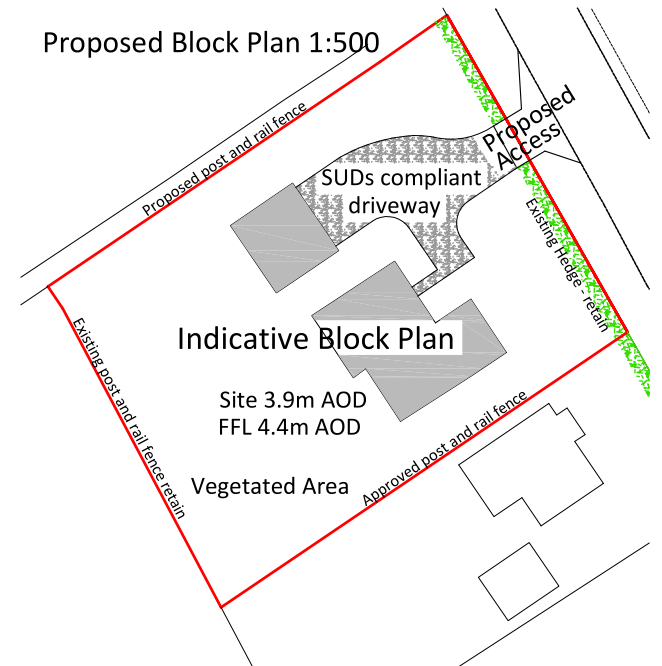 Proposed Block Plan 1:500
Proposed post and rail fence
Proposed
Access
SUDs compliant
driveway
Existing Hedge - retain
Existing post and rail fence retain
Indicative Block Plan
Site 3.9m AOD
FFL 4.4m AOD
Approved post and rail fence
Vegetated Area